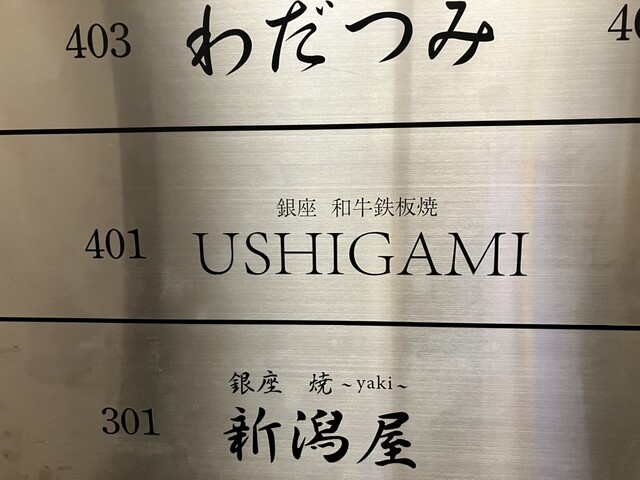 403 わだつみ
銀座 和牛鉄板焼
401 USHIGAMI
銀座 焼 ~yaki~
301 新潟屋